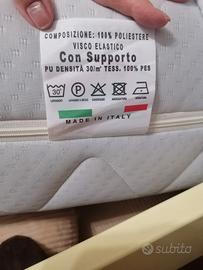 COMPOSIZIONE: 100% POLIESTERE
VISCO ELASTICO
Con Supporto
PU DENSITÀ 30/m³ TESS. 100% PES
MADE IN ITALY
subito